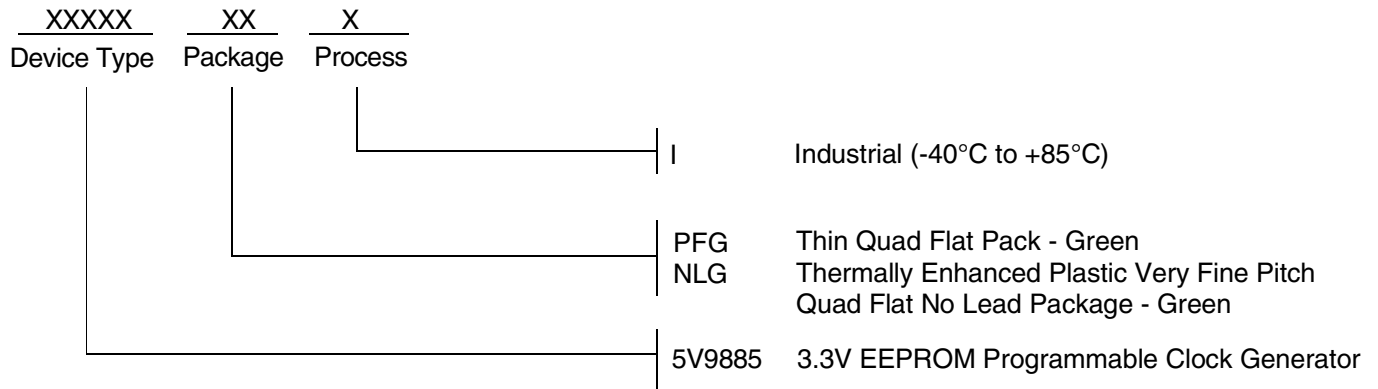 XXXXX XX X
Device Type Package Process
I Industrial (-40°C to +85°C)
PFG Thin Quad Flat Pack - Green
NLG Thermally Enhanced Plastic Very Fine Pitch
Quad Flat No Lead Package - Green
5V9885 3.3V EEPROM Programmable Clock Generator